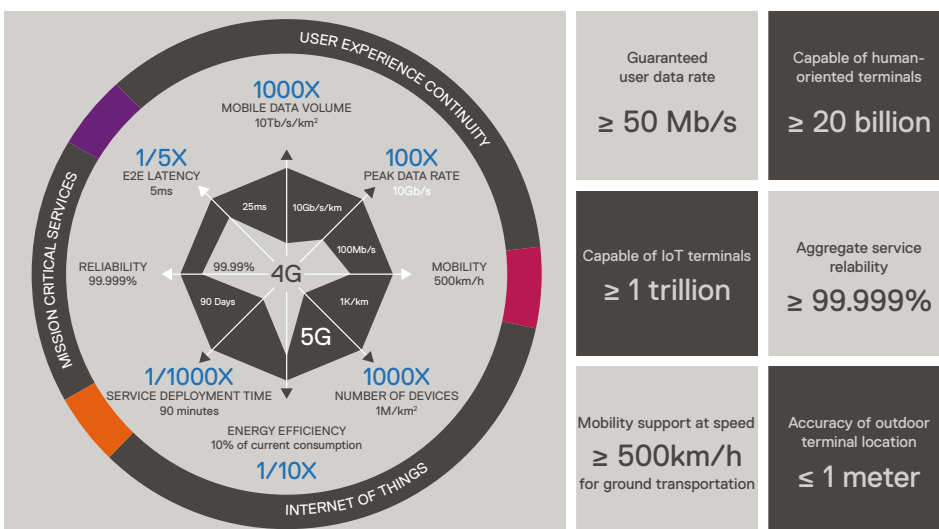 USER EXPERIENCE CONTINUITY
MISSION CRITICAL SERVICES
INTERNET OF THINGS
1000X
MOBILE DATA VOLUME
10Tb/s/km²
1/5X
E2E LATENCY
5ms
100X
PEAK DATA RATE
10Gb/s
25ms
10Gb/s/km
100Mb/s
RELIABILITY
99.999%
99.99%
4G
MOBILITY
500km/h
90 Days
1K/km
5G
1/1000X
SERVICE DEPLOYMENT TIME
90 minutes
1000X
NUMBER OF DEVICES
1M/km²
ENERGY EFFICIENCY
10% of current consumption
1/10X
Guaranteed
user data rate
≥ 50 Mb/s
Capable of human-
oriented terminals
≥ 20 billion
Capable of IoT terminals
≥ 1 trillion
Aggregate service
relability
≥ 99.999%
Mobility support at speed
≥ 500km/h
for ground transportation
Accuracy of outdoor
terminal location
≤ 1 meter